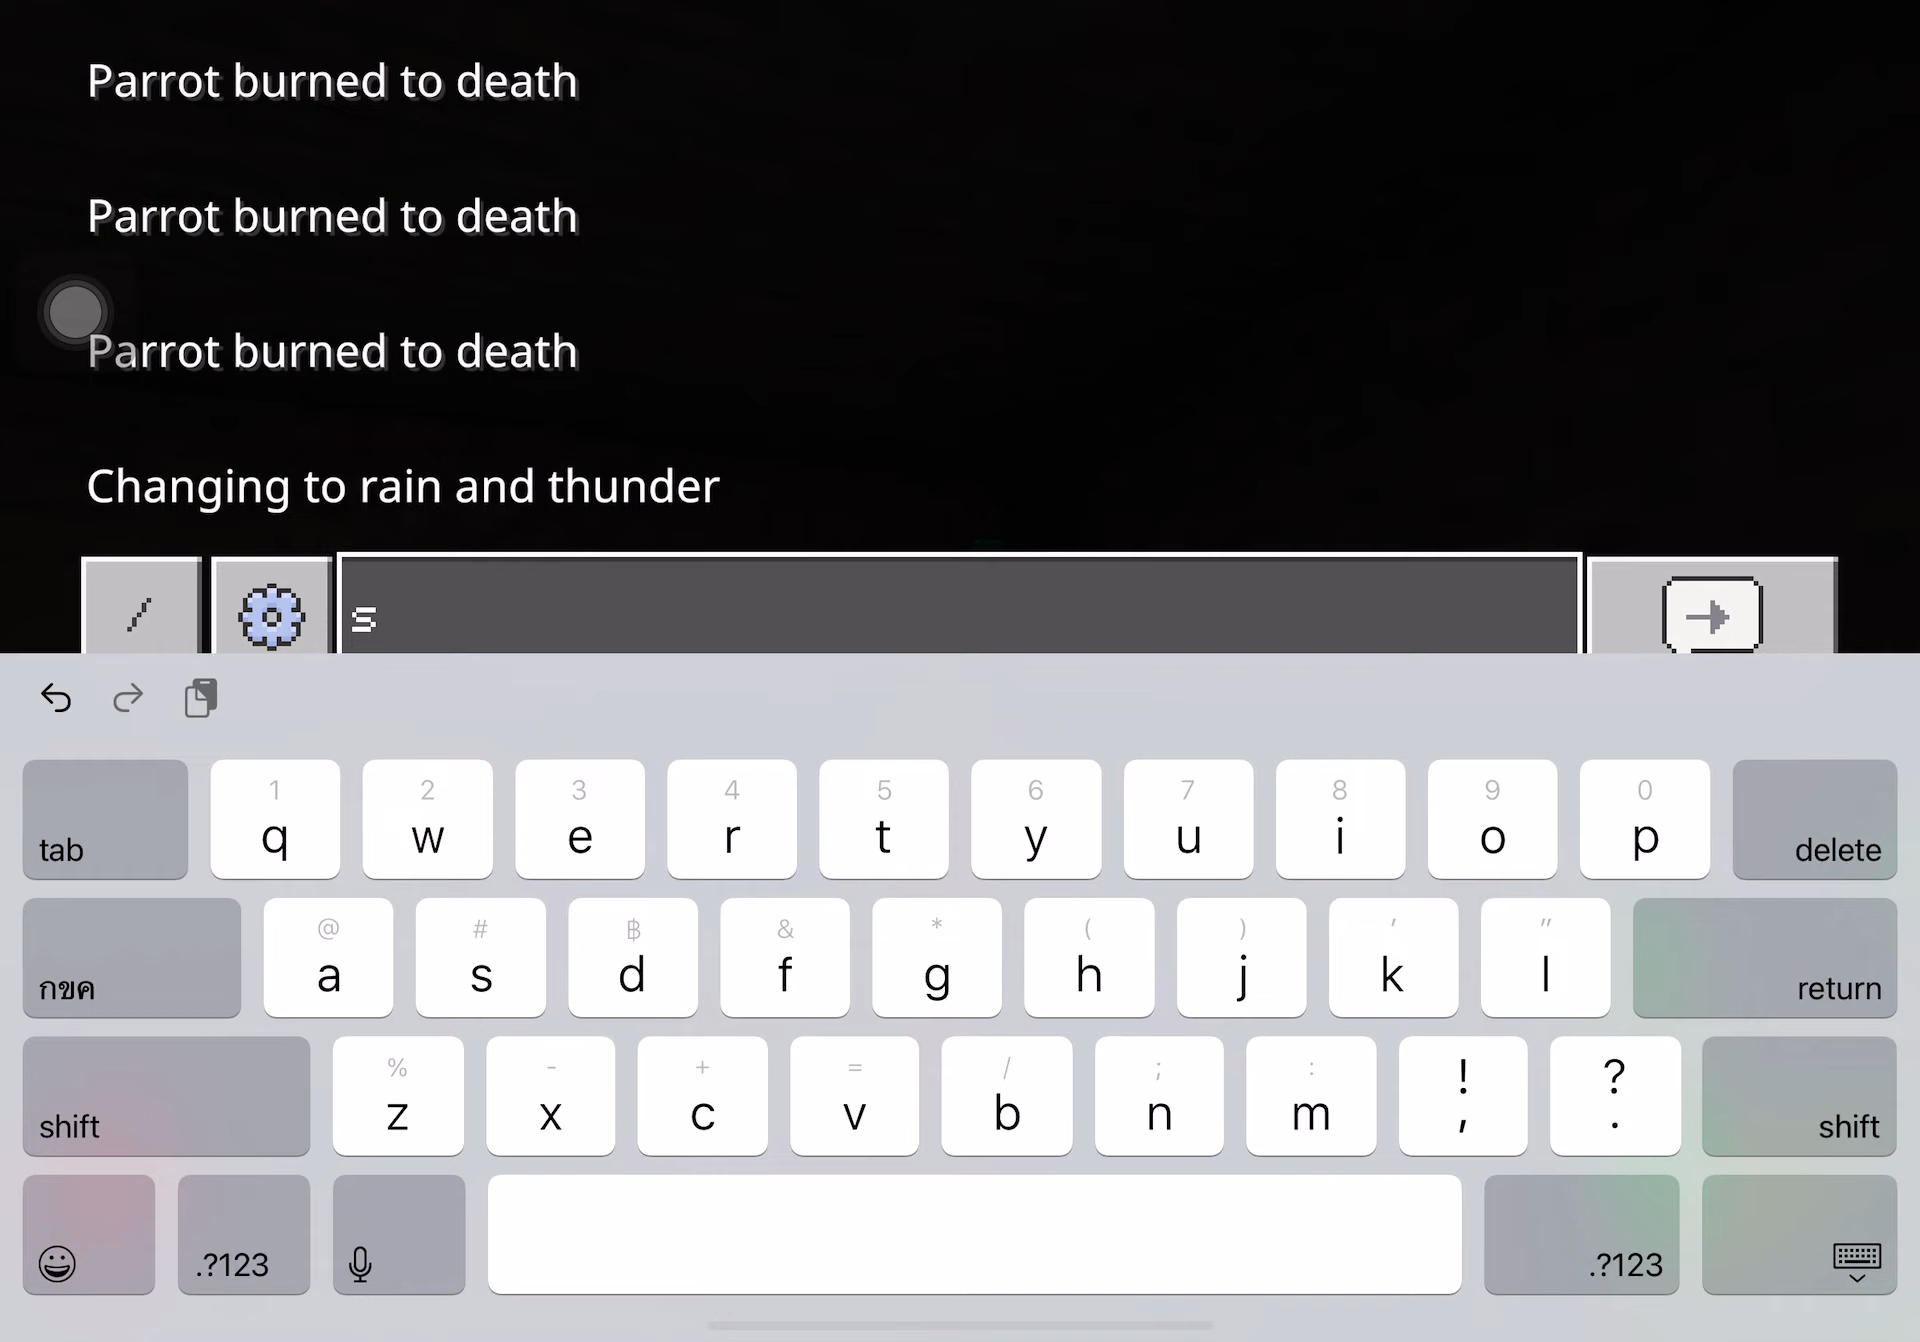 Parrot burned to death
Parrot burned to death
Parrot burned to death
Changing to rain and thunder
/
s
tab
1 2 3 4 5 6 7 8 9 0
q w e r t y u i o p
delete
@ # ฿ & * ( ) ' "
กขค a s d f g h j k l return
% - + = / ; : ! ?
shift z x c v b n m , . shift
.?123 .?123